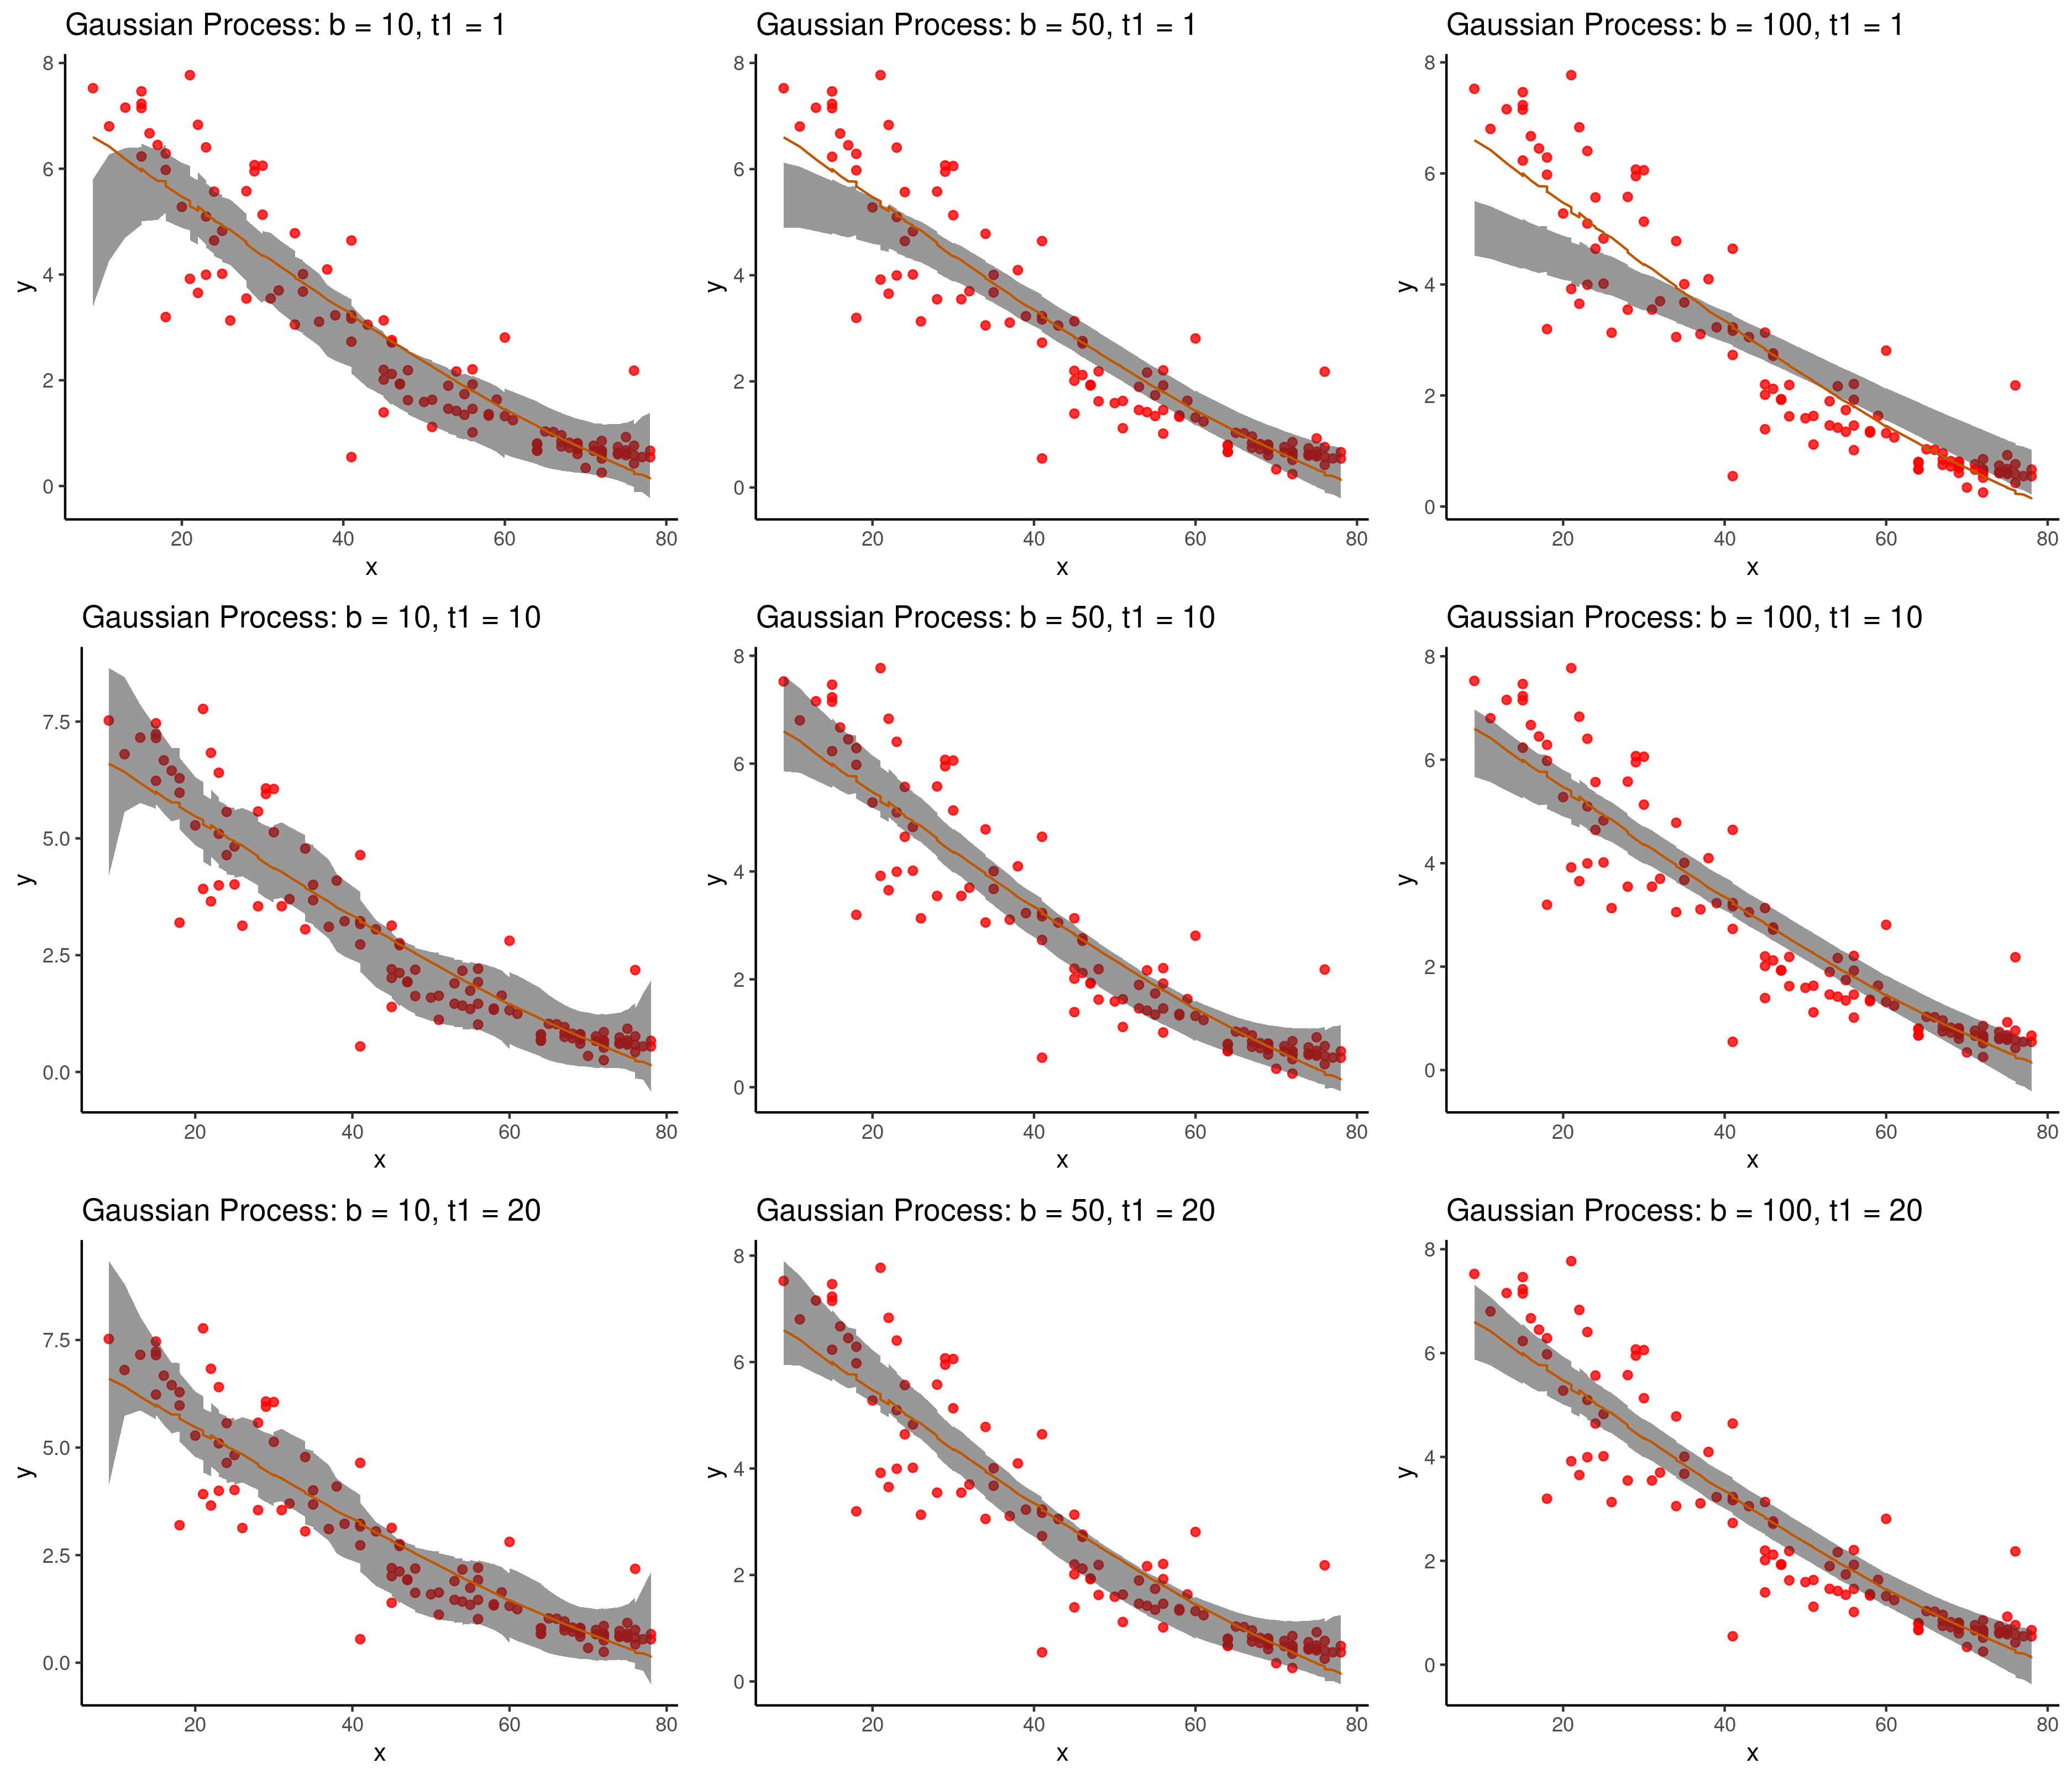 Gaussian Process: b = 10, t1 = 1
8
6
4
2
0
y
20 40 60 80
x
Gaussian Process: b = 50, t1 = 1
8
6
4
2
0
y
20 40 60 80
x
Gaussian Process: b = 100, t1 = 1
8
6
4
2
0
y
20 40 60 80
x
Gaussian Process: b = 10, t1 = 10
7.5
5.0
2.5
0.0
y
20 40 60 80
x
Gaussian Process: b = 50, t1 = 10
8
6
4
2
0
y
20 40 60 80
x
Gaussian Process: b = 100, t1 = 10
8
6
4
2
0
y
20 40 60 80
x
Gaussian Process: b = 10, t1 = 20
7.5
5.0
2.5
0.0
y
20 40 60 80
x
Gaussian Process: b = 50, t1 = 20
8
6
4
2
0
y
20 40 60 80
x
Gaussian Process: b = 100, t1 = 20
8
6
4
2
0
y
20 40 60 80
x